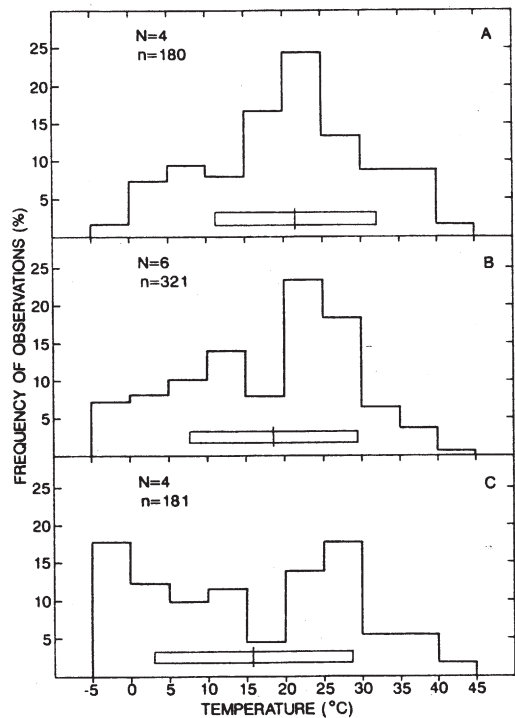 N=4
n=180
A
25
20
15
10
5
N=6
n=321
B
25
20
15
10
5
N=4
n=181
C
25
20
15
10
5
FREQUENCY OF OBSERVATIONS (%)
-5 0 5 10 15 20 25 30 35 40 45
TEMPERATURE (°C)